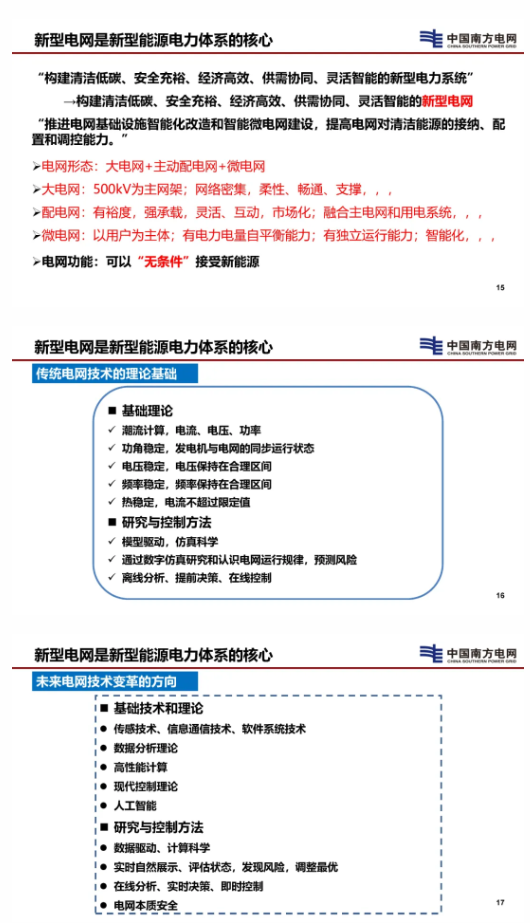 新型电网是新型能源电力体系的核心
中国南方电网
CHINA SOUTHERN POWER GRID
“构建清洁低碳、安全充裕、经济高效、供需协同、灵活智能的新型电力系统”
→构建清洁低碳、安全充裕、经济高效、供需协同、灵活智能的新型电网
“推进电网基础设施智能化改造和智能微电网建设，提高电网对清洁能源的接纳、配
置和调控能力。”
➢电网形态：大电网+主动配电网+微电网
➢大电网：500kV为主网架；网络密集，柔性、畅通、支撑，，，
➢配电网：有裕度，强承载，灵活、互动，市场化；融合主电网和用电系统，，，
➢微电网：以用户为主体；有电力电量自平衡能力；有独立运行能力；智能化，，，
➢电网功能：可以“无条件”接受新能源
15
新型电网是新型能源电力体系的核心
中国南方电网
CHINA SOUTHERN POWER GRID
传统电网技术的理论基础
■ 基础理论
✓ 潮流计算，电流、电压、功率
✓ 功角稳定，发电机与电网的同步运行状态
✓ 电压稳定，电压保持在合理区间
✓ 频率稳定，频率保持在合理区间
✓ 热稳定，电流不超过限定值
■ 研究与控制方法
✓ 模型驱动，仿真科学
✓ 通过数字仿真研究和认识电网运行规律，预测风险
✓ 离线分析、提前决策、在线控制
16
新型电网是新型能源电力体系的核心
中国南方电网
CHINA SOUTHERN POWER GRID
未来电网技术变革的方向
■ 基础技术和理论
● 传感技术、信息通信技术、软件系统技术
● 数据分析理论
● 高性能计算
● 现代控制理论
● 人工智能
■ 研究与控制方法
● 数据驱动、计算科学
● 实时自然展示、评估状态，发现风险，调整最优
● 在线分析、实时决策、即时控制
● 电网本质安全
17